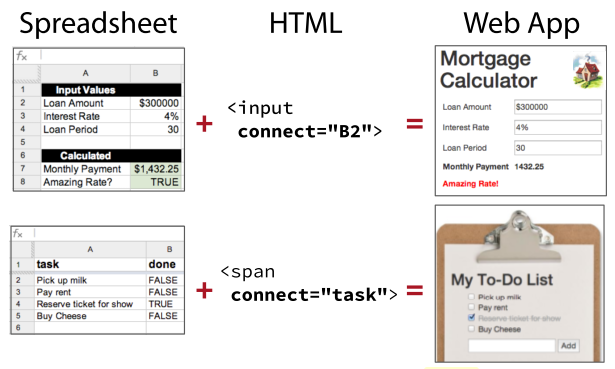 Spreadsheet HTML Web App
fx
A B
1 Input Values
2 Loan Amount $300000
3 Interest Rate 4%
4 Loan Period 30
5
6 Calculated
7 Monthly Payment $1,432.25
8 Amazing Rate? TRUE
+
<input
connect="B2">
=
Mortgage
Calculator
Loan Amount $300000
Interest Rate 4%
Loan Period 30
Monthly Payment 1432.25
Amazing Rate!
fx
A B
1 task done
2 Pick up milk FALSE
3 Pay rent FALSE
4 Reserve ticket for show TRUE
5 Buy Cheese FALSE
6
+
<span
connect="task">
=
My To-Do List
Pick up milk
Pay rent
Reserve ticket for show
Buy Cheese
Add